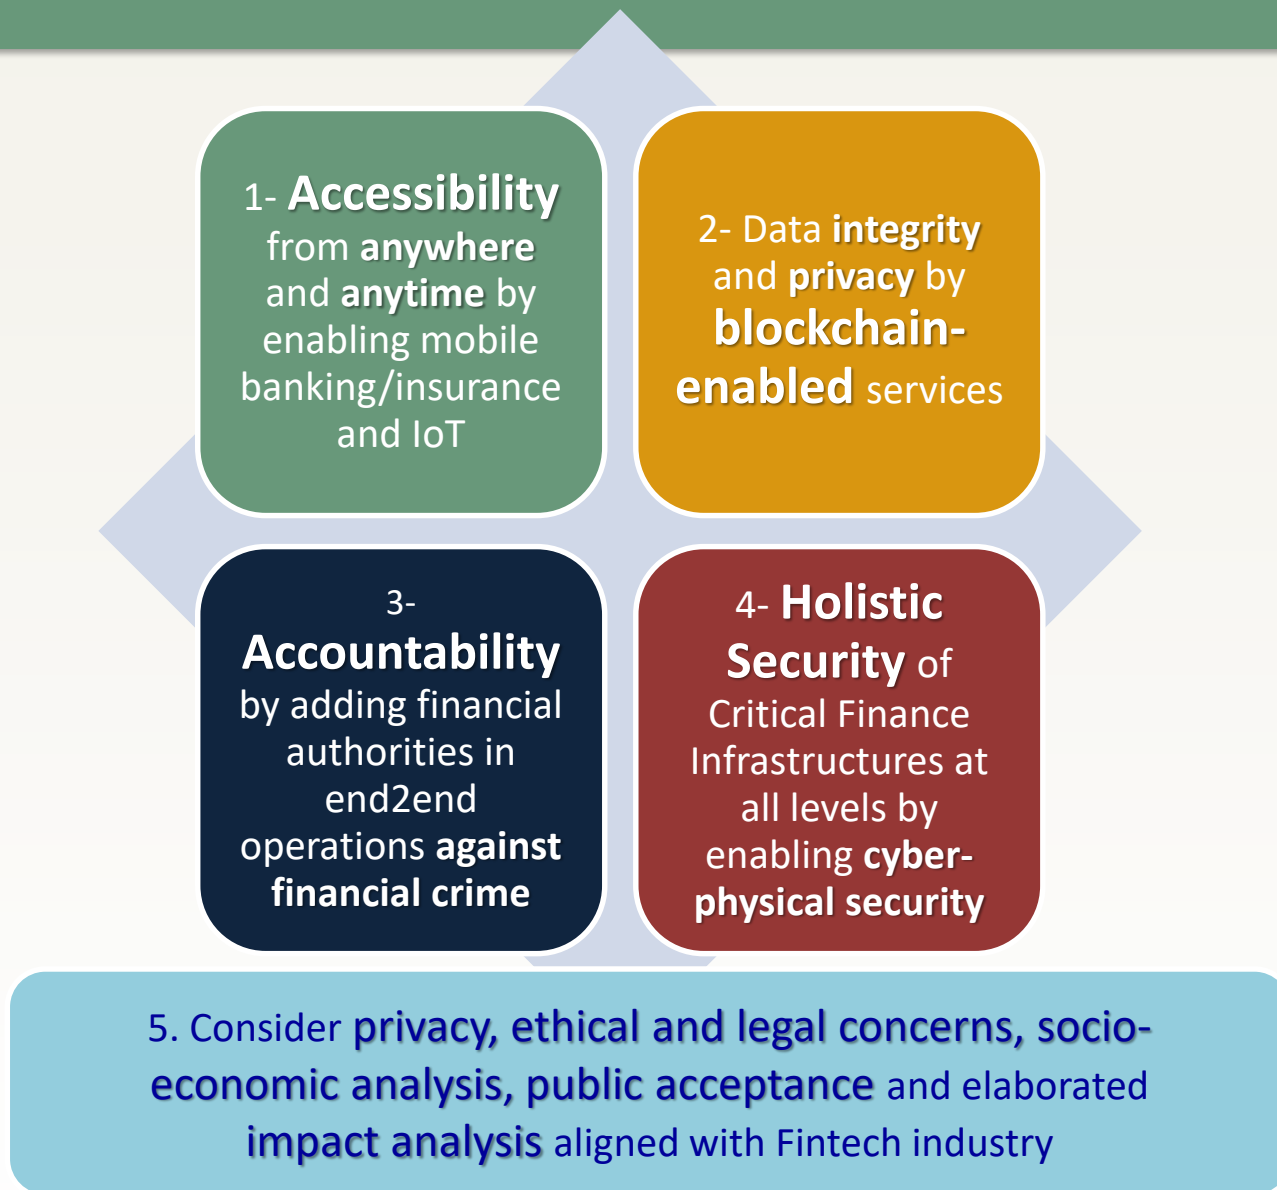 1- Accessibility
from anywhere
and anytime by
enabling mobile
banking/insurance
and IoT
2- Data integrity
and privacy by
blockchain-
enabled services
3-
Accountability
by adding financial
authorities in
end2end
operations against
financial crime
4- Holistic
Security of
Critical Finance
Infrastructures at
all levels by
enabling cyber-
physical security
5. Consider privacy, ethical and legal concerns, socio-
economic analysis, public acceptance and elaborated
impact analysis aligned with Fintech industry